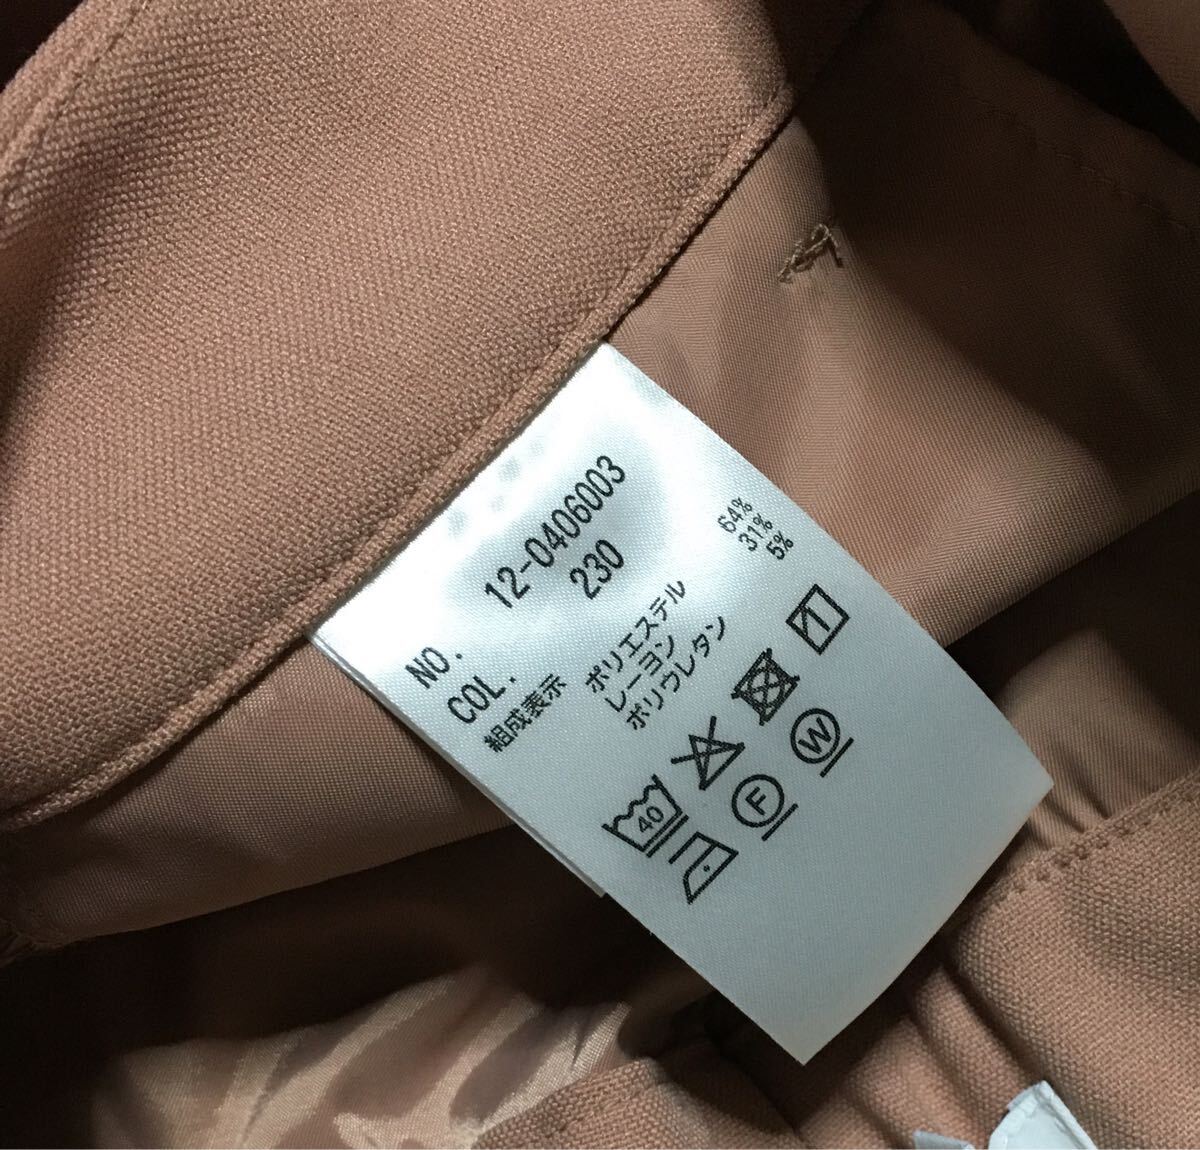 NO. 12-0406003
COL. 230
組成表示
ポリエステル 64%
レーヨン 31%
ポリウレタン 5%
40
F W